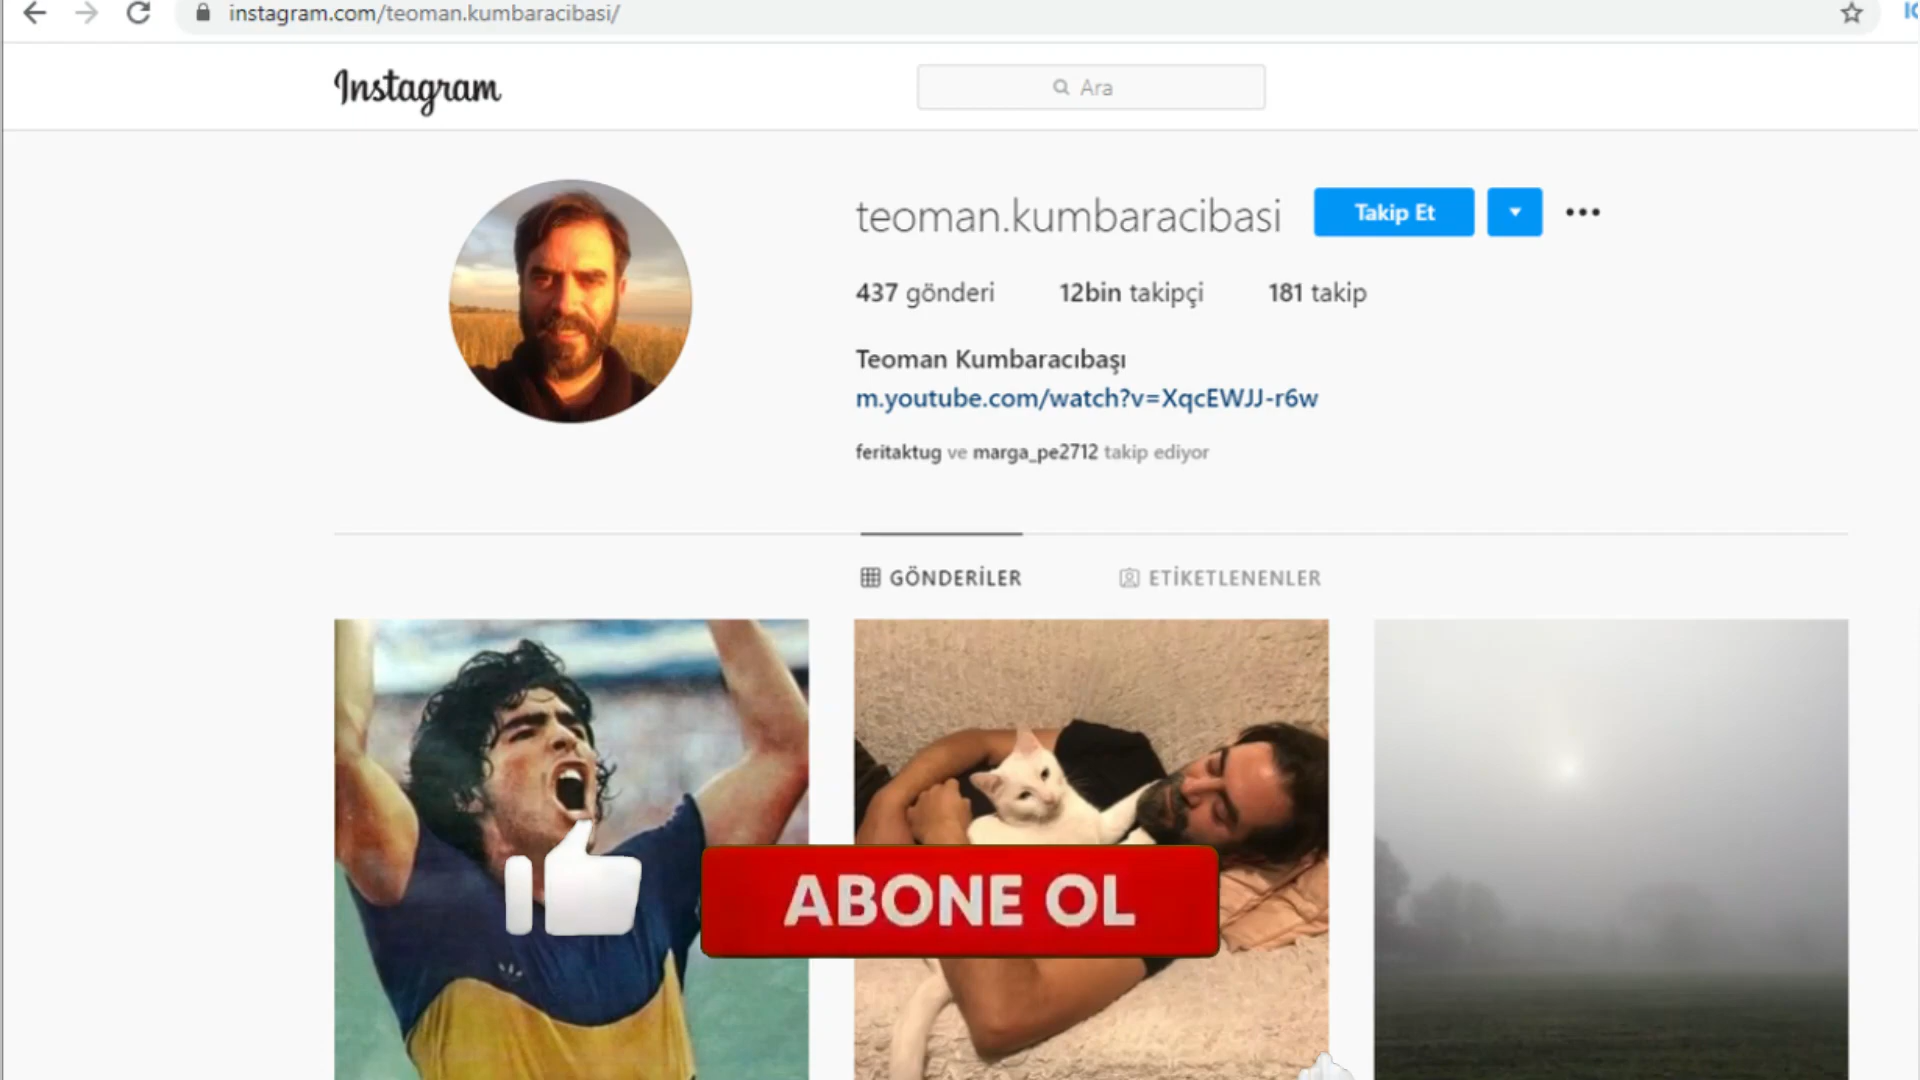 instagram.com/teoman.kumbaracibasi/
Instagram
Ara
teoman.kumbaracibasi
Takip Et
437 gönderi 12bin takipçi 181 takip
Teoman Kumbaracıbaşı
m.youtube.com/watch?v=XqcEWJJ-r6w
feritaktug ve marga_pe2712 takip ediyor
GÖNDERİLER ETİKETLENENLER
ABONE OL